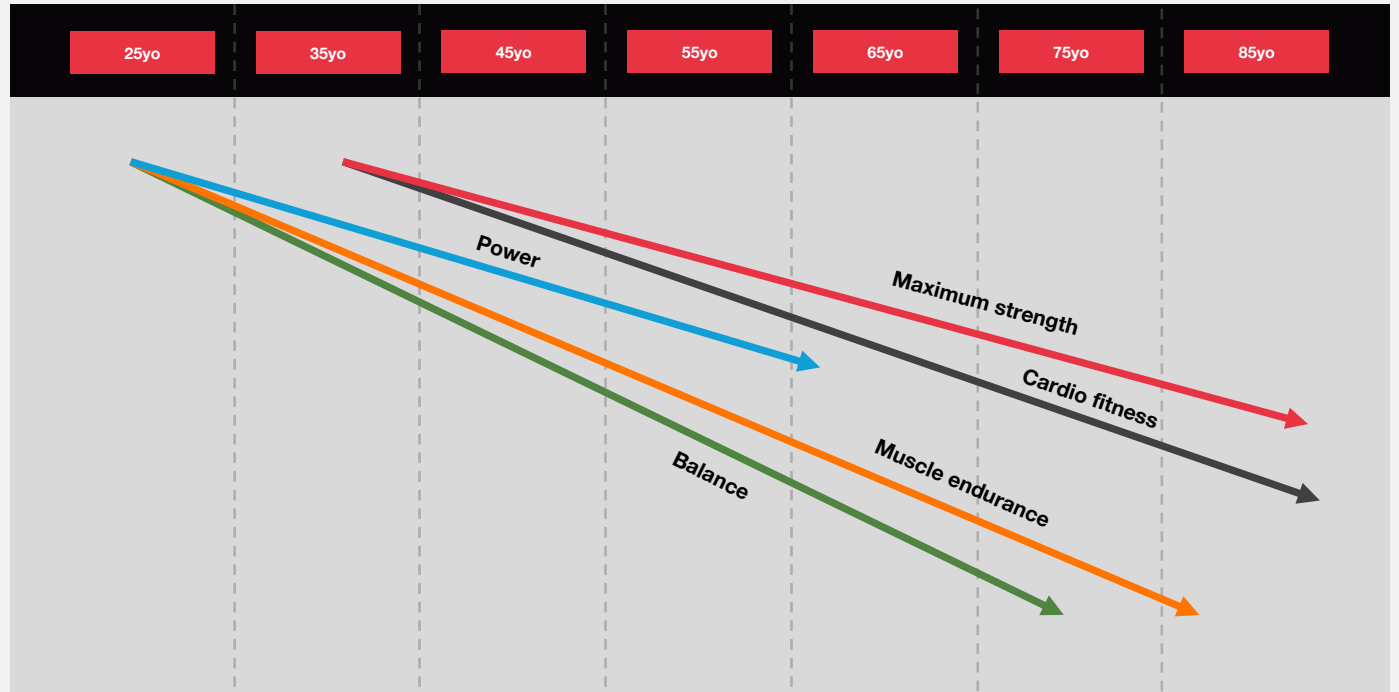 25yo
35yo
45yo
55yo
65yo
75yo
85yo
Power
Maximum strength
Cardio fitness
Muscle endurance
Balance